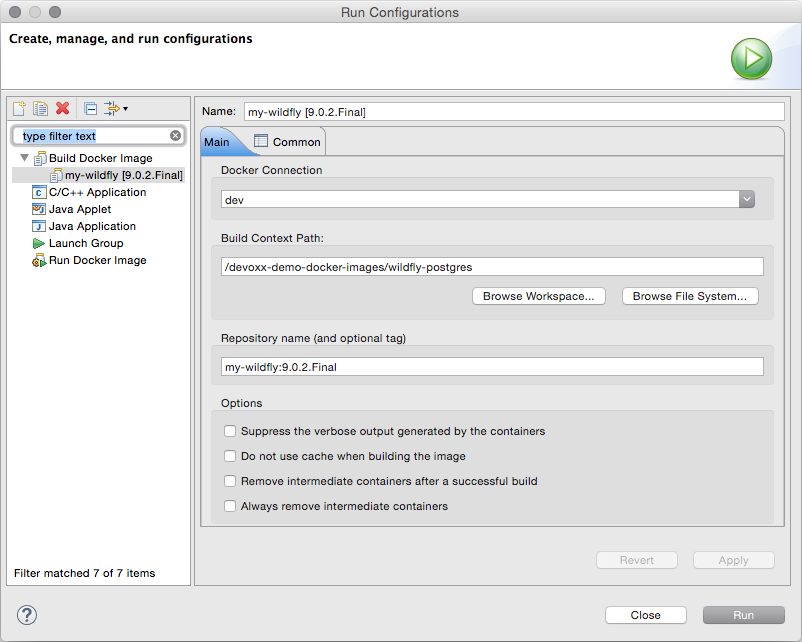 Run Configurations
Create, manage, and run configurations
type filter text
Build Docker Image
my-wildfly [9.0.2.Final]
C/C++ Application
Java Applet
Java Application
Launch Group
Run Docker Image
Filter matched 7 of 7 items
Name: my-wildfly [9.0.2.Final]
Main Common
Docker Connection
dev
Build Context Path:
/devoxx-demo-docker-images/wildfly-postgres
Browse Workspace... Browse File System...
Repository name (and optional tag)
my-wildfly:9.0.2.Final
Options
Suppress the verbose output generated by the containers
Do not use cache when building the image
Remove intermediate containers after a successful build
Always remove intermediate containers
Revert Apply
? Close Run